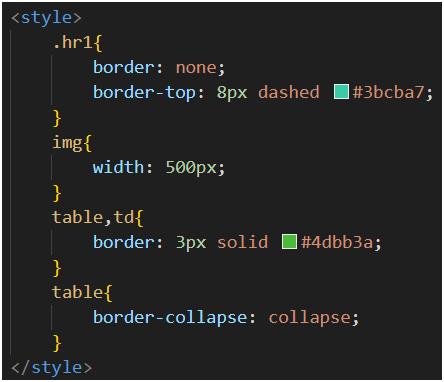 <style>
.hr1{
border: none;
border-top: 8px dashed #3bcba7;
}
img{
width: 500px;
}
table,td{
border: 3px solid #4dbb3a;
}
table{
border-collapse: collapse;
}
</style>